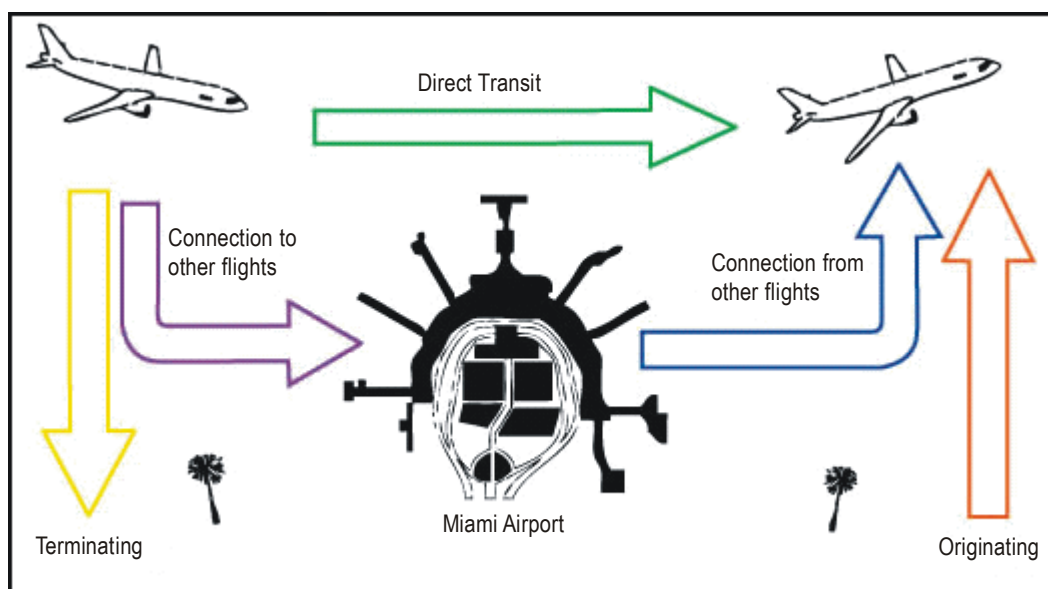 Direct Transit
Connection to
other flights
Connection from
other flights
Miami Airport
Terminating
Originating